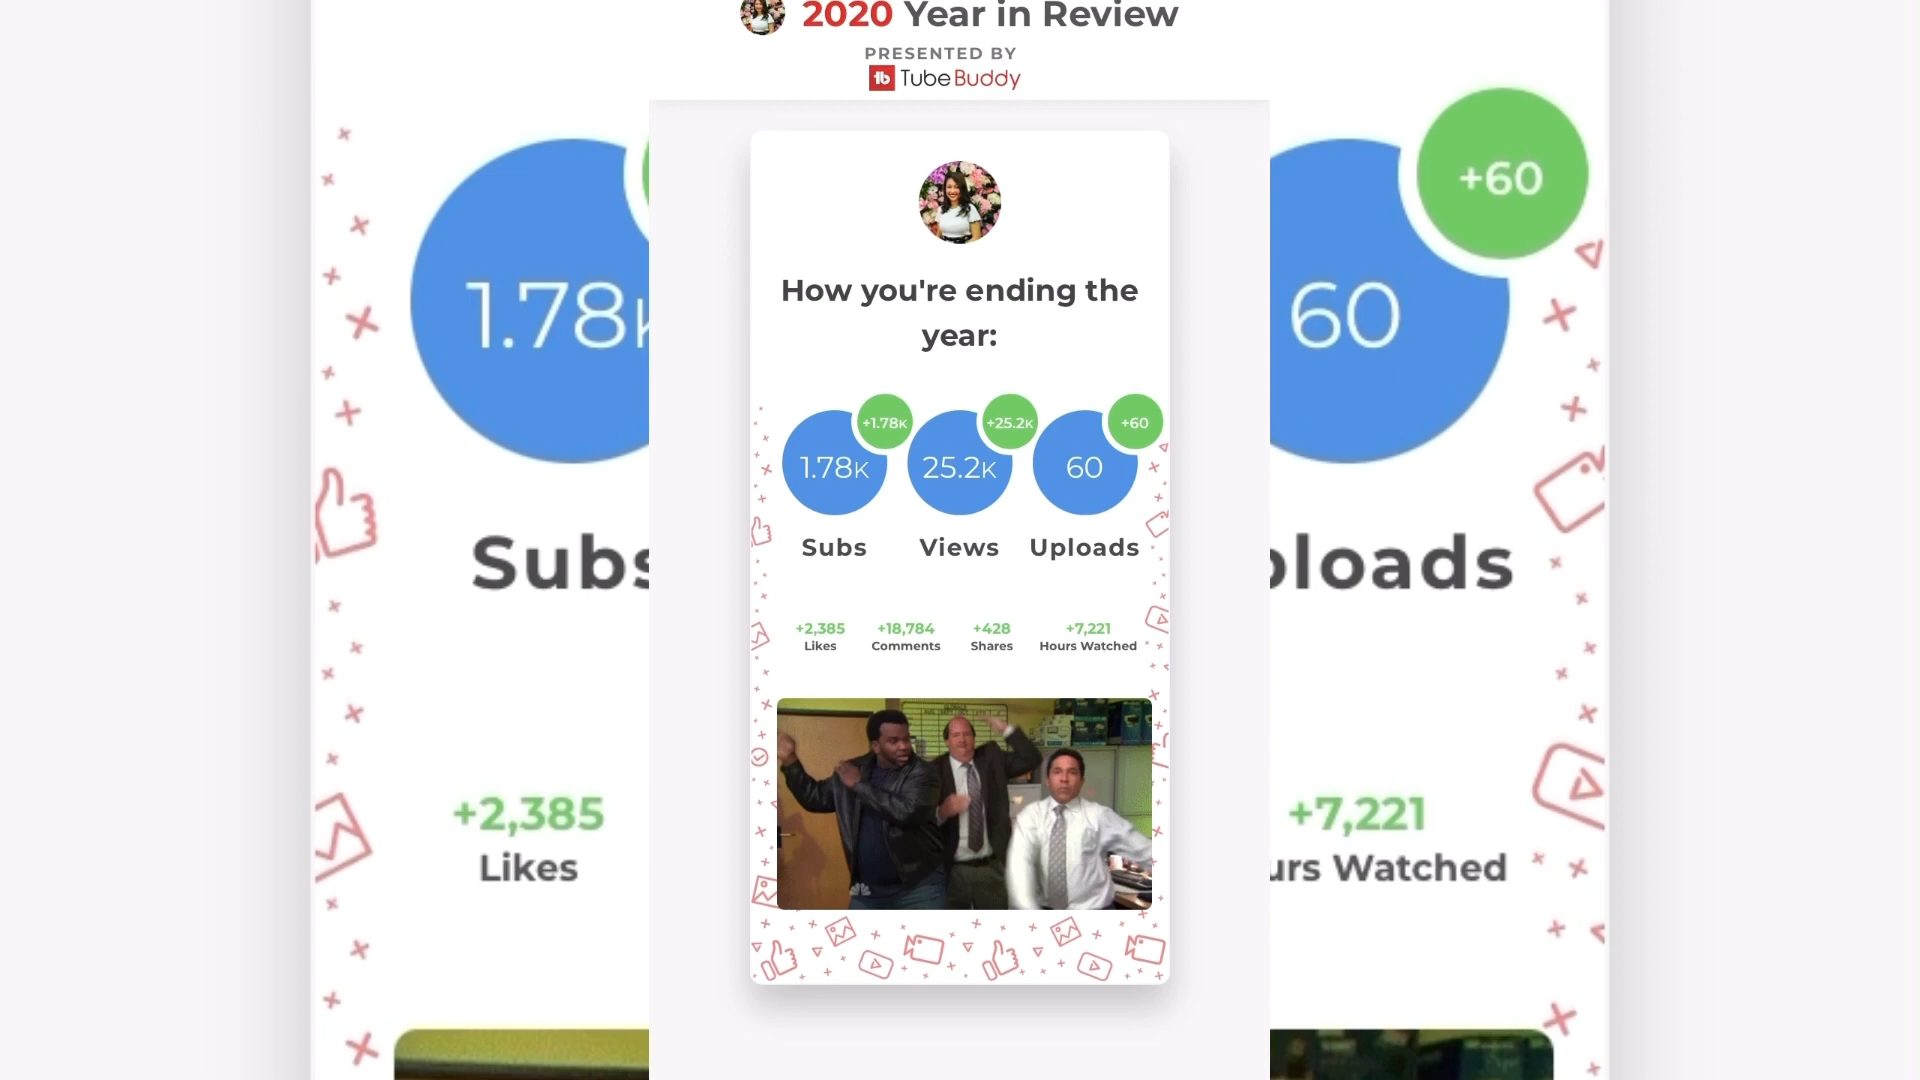 2020 Year in Review
PRESENTED BY
TubeBuddy
How you're ending the
year:
+1.78K +25.2K +60
1.78K 25.2K 60
Subs Views Uploads
+2,385 +18,784 +428 +7,221
Likes Comments Shares Hours Watched
+60
1.78K 60
Subs ploads
+2,385 +7,221
Likes urs Watched